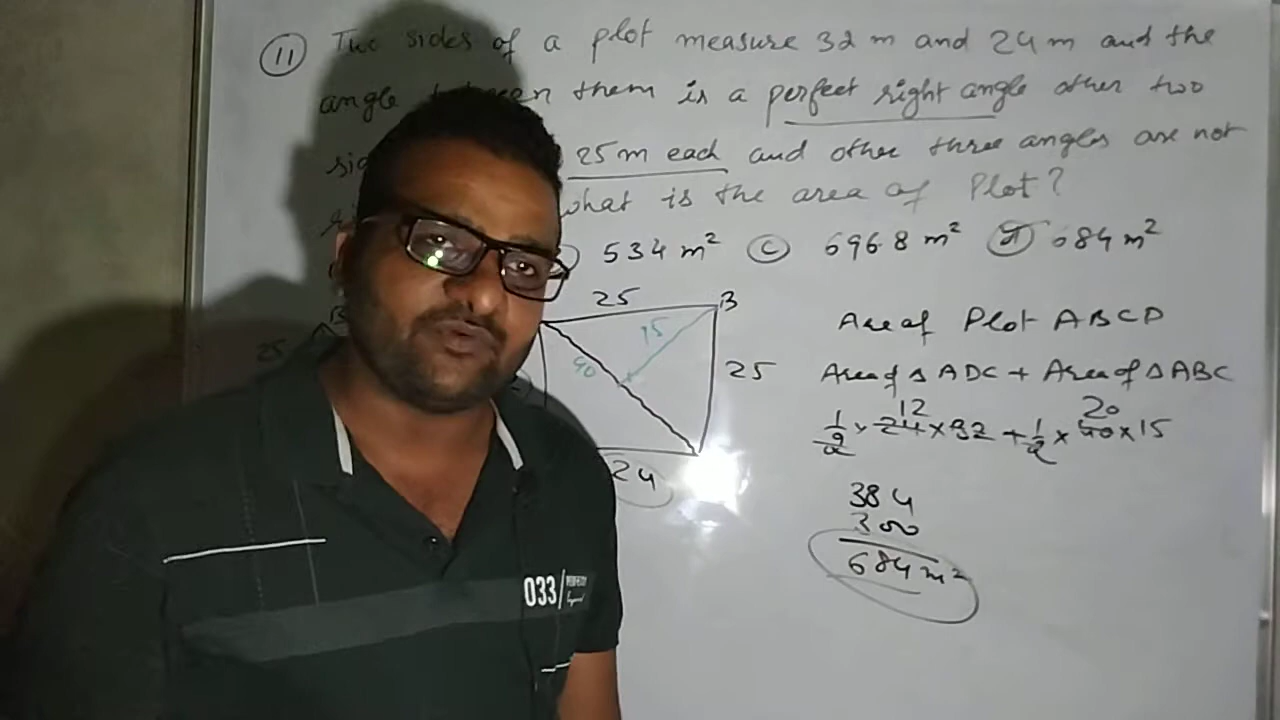 11 Two sides of a plot measure 32 m and 24 m and the
angle between them is a perfect right angle other two
25 m each and other three angles are not
what is the area of Plot?
534 m² c 696.8 m² d 684 m²
25 B
15
40
25
25
24
Area of Plot ABCD
Area of Δ ADC + Area of Δ ABC
12 20
1/2 × 24 × 32 + 1/2 × 40 × 15
384
300
684 m²
033